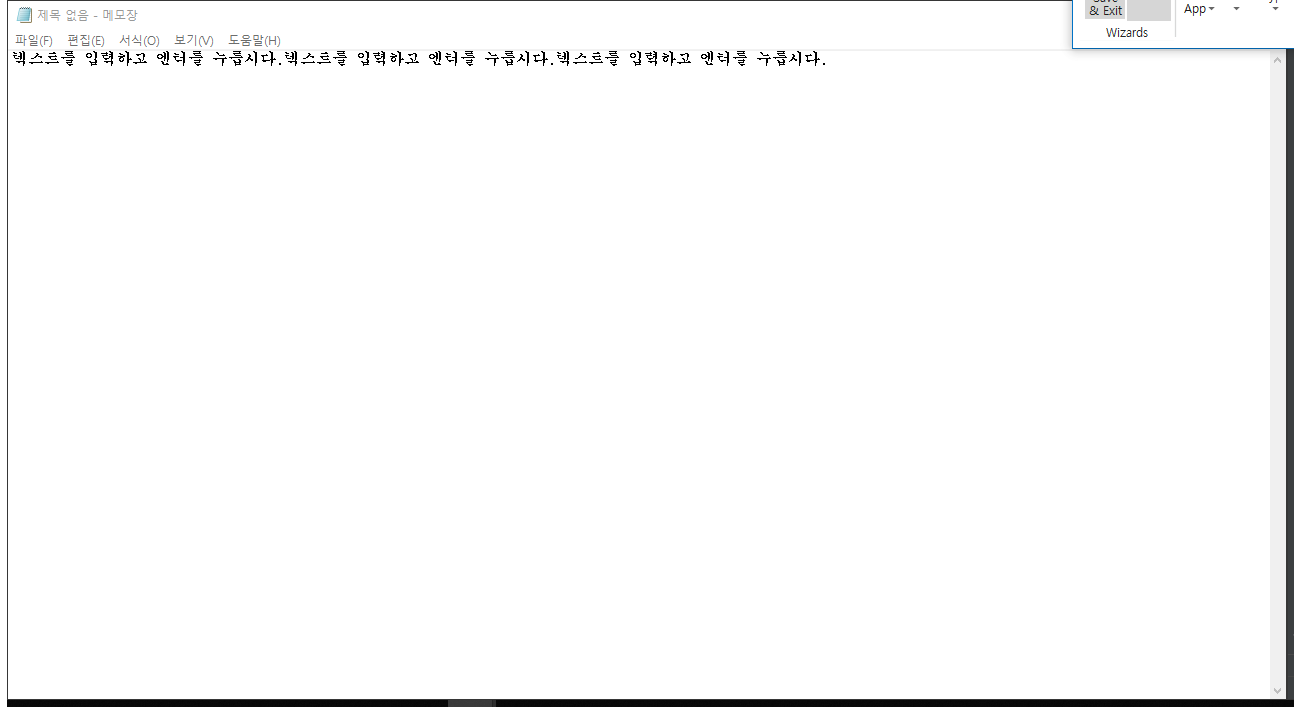 제목 없음 - 메모장
파일(F) 편집(E) 서식(O) 보기(V) 도움말(H)
텍스트를 입력하고 엔터를 누릅시다.텍스트를 입력하고 엔터를 누릅시다.텍스트를 입력하고 엔터를 누릅시다.
& Exit
App
Wizards